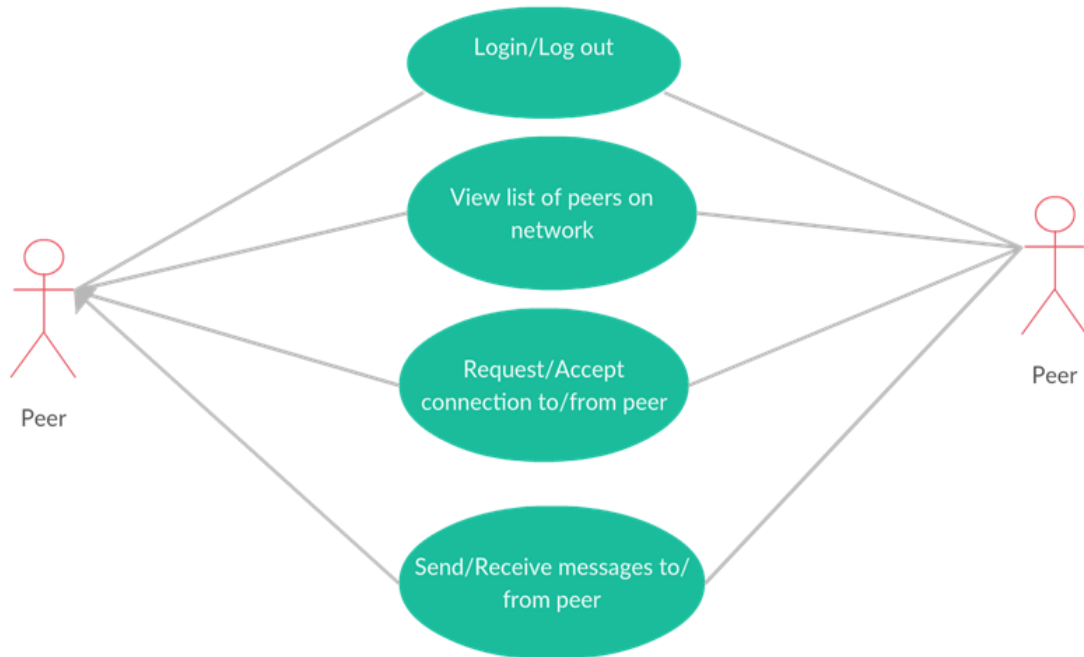 Login/Log out
View list of peers on
network
Request/Accept
connection to/from peer
Peer
Peer
Send/Receive messages to/
from peer